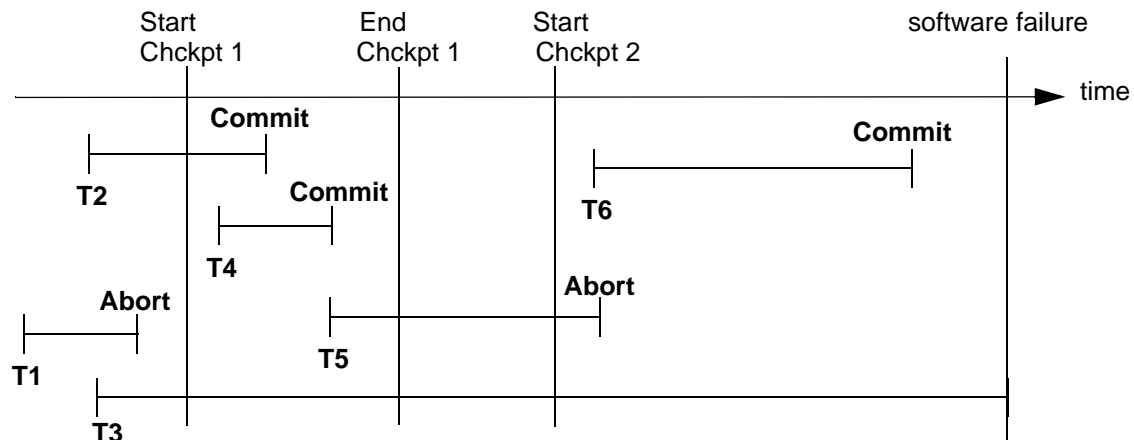 Start
Chckpt 1
End
Chckpt 1
Start
Chckpt 2
software failure
time
Commit
T2
Commit
T4
Commit
T6
Abort
T1
Abort
T5
T3